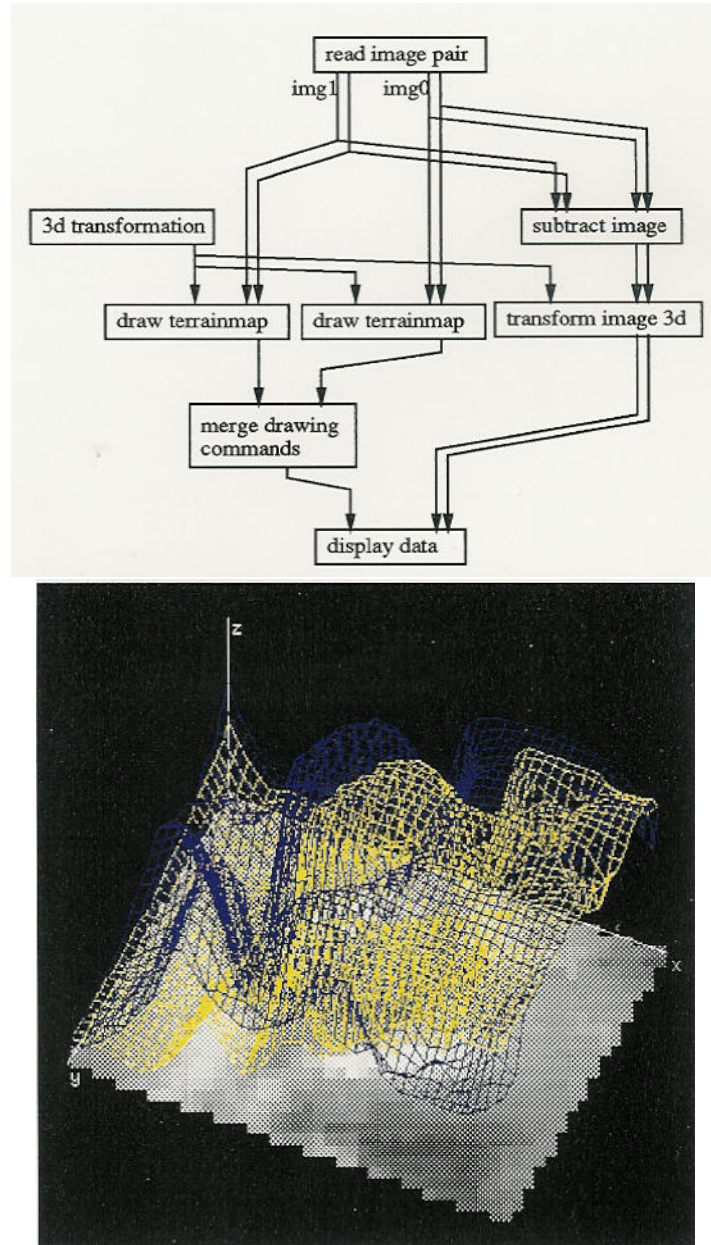 read image pair
img1
img0
3d transformation
subtract image
draw terrainmap
draw terrainmap
transform image 3d
merge drawing
commands
display data
z
x
y